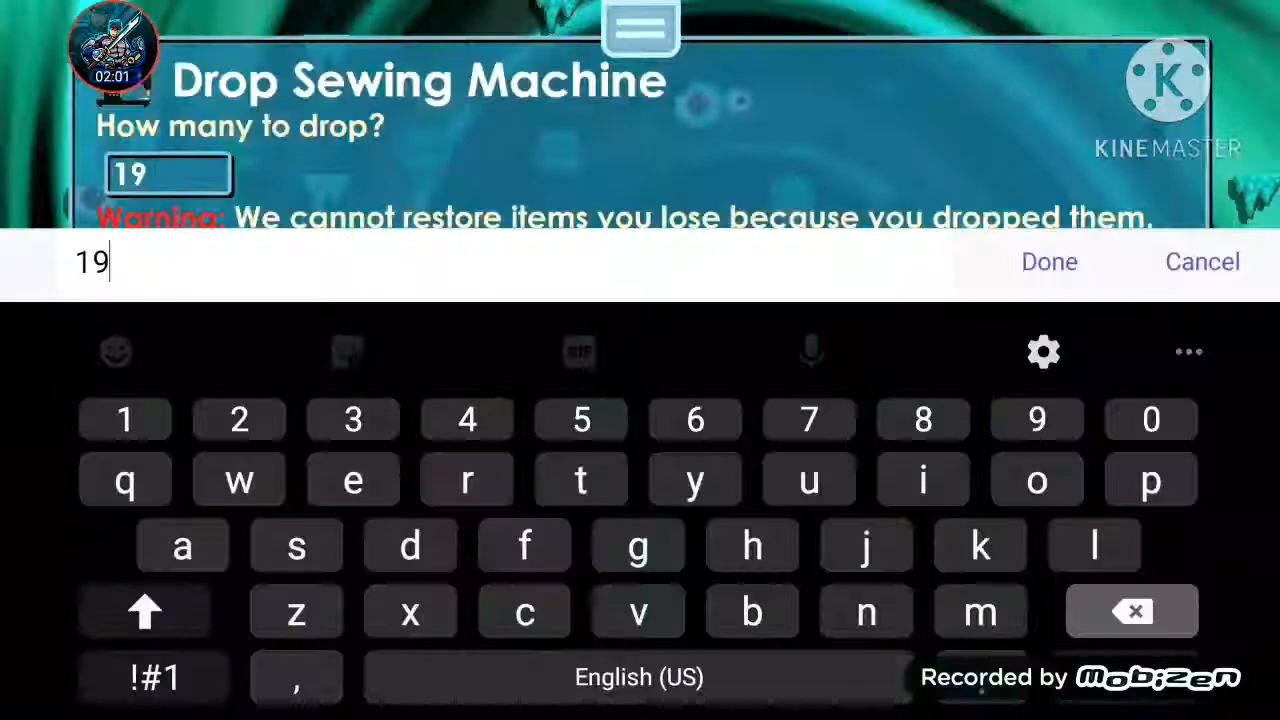 02:01
Drop Sewing Machine
How many to drop?
19
Warning: We cannot restore items you lose because you dropped them.
K
KINEMASTER
19
Done
Cancel
GIF
1 2 3 4 5 6 7 8 9 0
q w e r t y u i o p
a s d f g h j k l
z x c v b n m
!#1 , English (US) .
Recorded by Mobizen